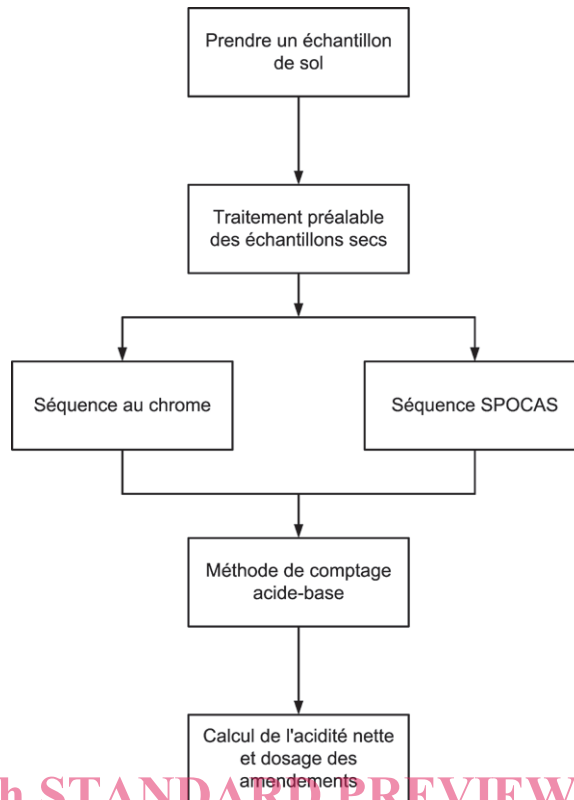 Prendre un échantillon
de sol
Traitement préalable
des échantillons secs
Séquence au chrome
Séquence SPOCAS
Méthode de comptage
acide-base
Calcul de l'acidité nette
et dosage des
amendements
h STANDARD PREVIEW